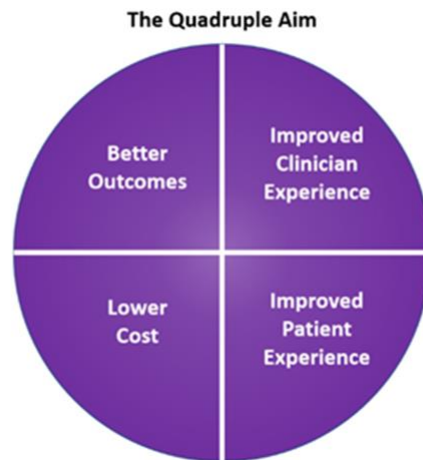 The Quadruple Aim
Better
Outcomes
Improved
Clinician
Experience
Lower
Cost
Improved
Patient
Experience